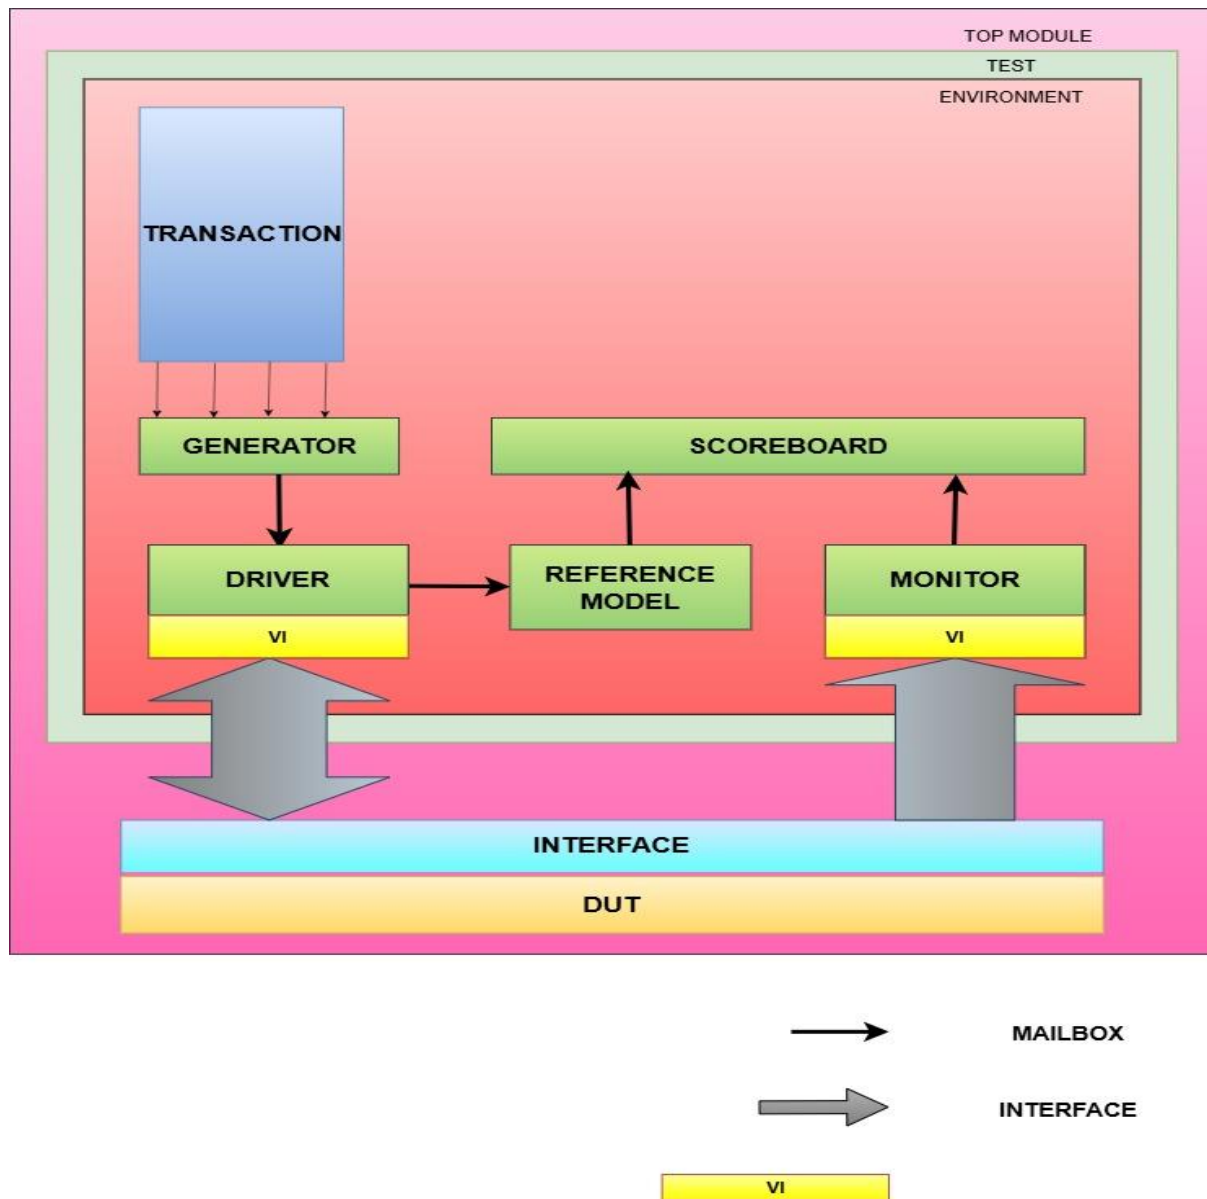 TOP MODULE
TEST
ENVIRONMENT
TRANSACTION
GENERATOR
SCOREBOARD
DRIVER
REFERENCE
MODEL
MONITOR
VI
VI
INTERFACE
DUT
MAILBOX
INTERFACE
VI